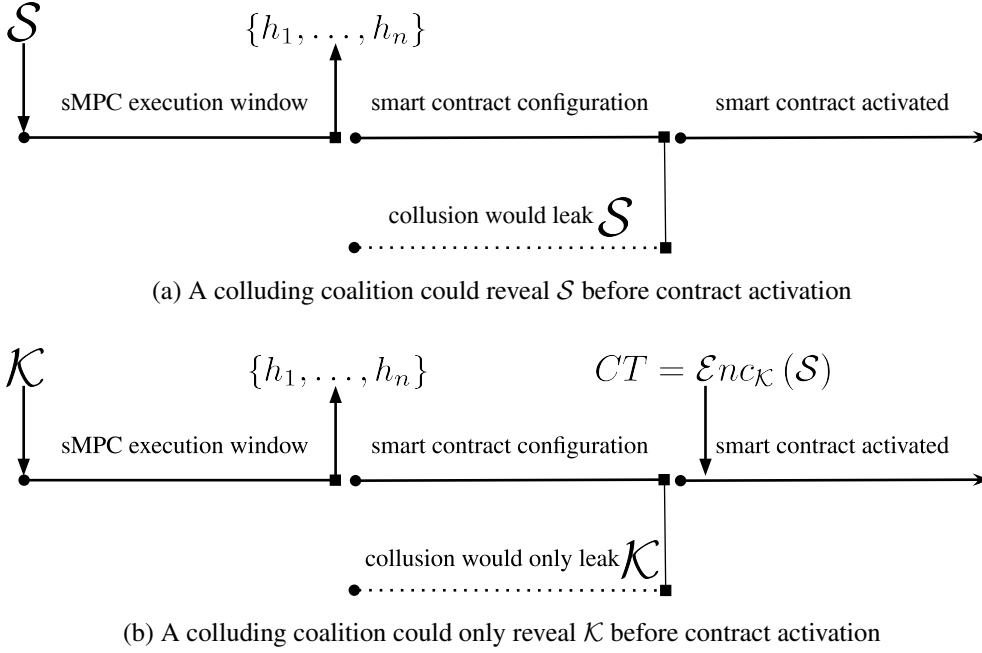 𝒮 {h₁, . . . , hₙ}
sMPC execution window smart contract configuration smart contract activated
collusion would leak 𝒮
(a) A colluding coalition could reveal 𝒮 before contract activation
𝒦 {h₁, . . . , hₙ} CT = ℰnc_𝒦 (𝒮)
sMPC execution window smart contract configuration smart contract activated
collusion would only leak 𝒦
(b) A colluding coalition could only reveal 𝒦 before contract activation